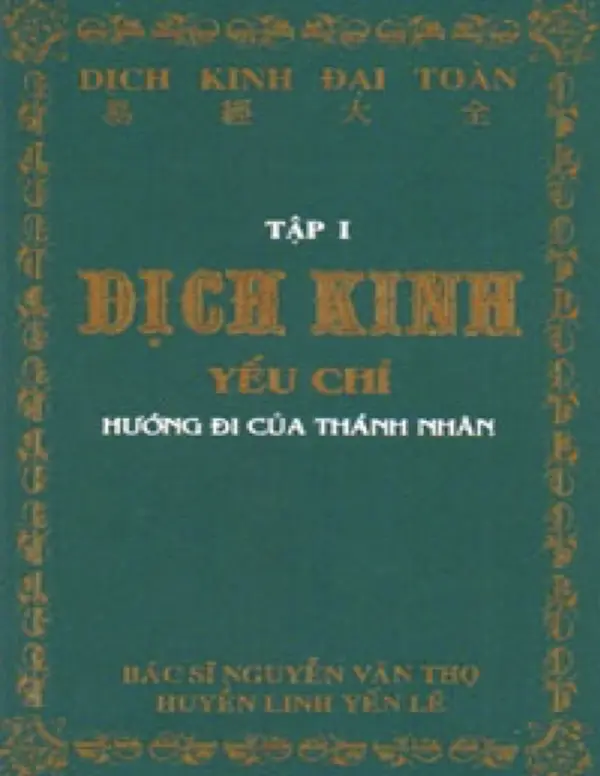 DỊCH KINH ĐẠI TOÀN
易 經 大 全
TẬP I
DỊCH KINH
YẾU CHỈ
HƯỚNG ĐI CỦA THÁNH NHÂN
BÁC SĨ NGUYỄN VĂN THỌ
HUYỀN LINH YẾN LÊ